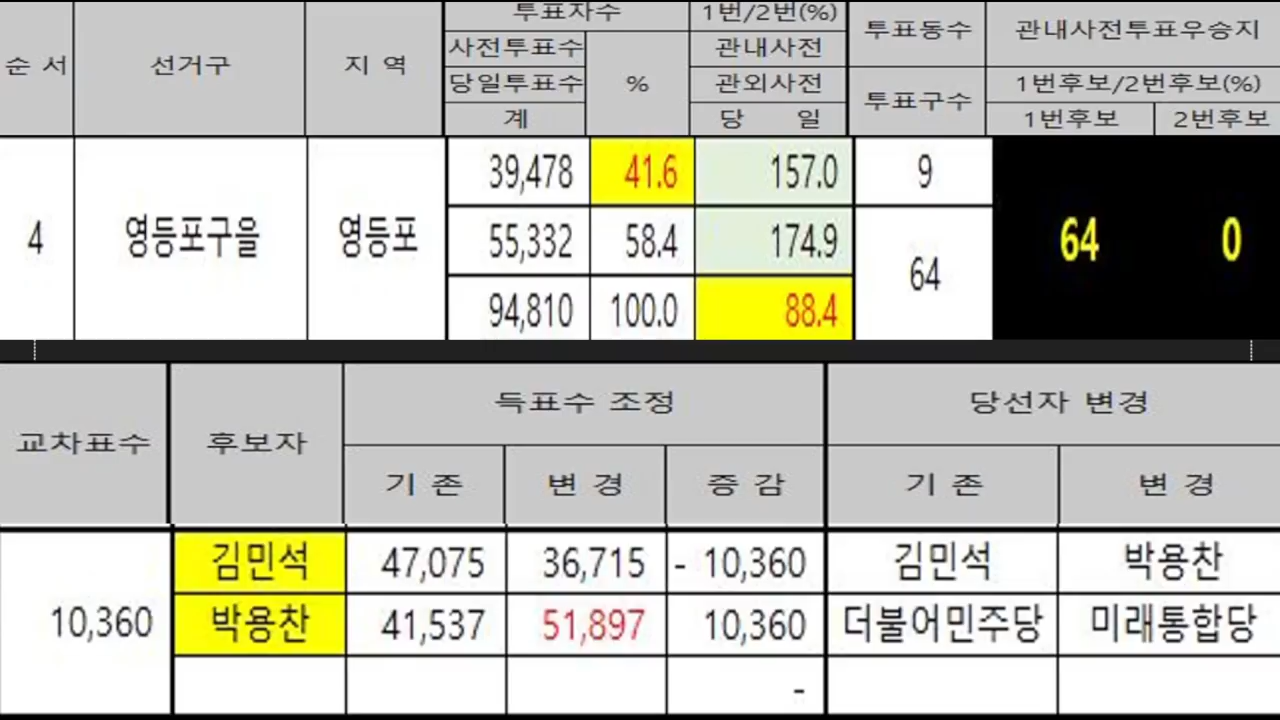 순 서 선거구 지 역 투표자수 1번/2번(%) 투표동수 관내사전투표우승지
사전투표수 % 관내사전
당일투표수 관외사전 투표구수 1번후보/2번후보(%)
계 당 일 1번후보 2번후보
4 영등포구을 영등포 39,478 41.6 157.0 9 64 0
55,332 58.4 174.9 64
94,810 100.0 88.4
교차표수 후보자 득표수 조정 당선자 변경
기 존 변 경 증 감 기 존 변 경
10,360 김민석 47,075 36,715 - 10,360 김민석 박용찬
박용찬 41,537 51,897 10,360 더불어민주당 미래통합당
-